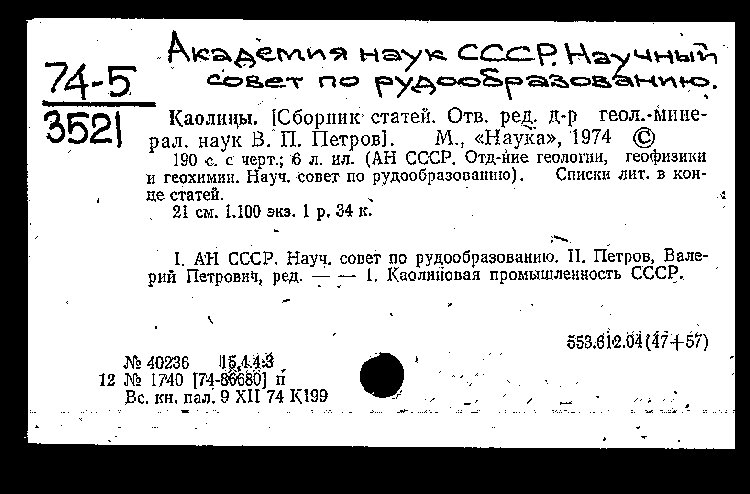 Академия наук СССР. Научный
совет по рудообразованию.
74-5
3521
Каолины. [Сборник статей. Отв. ред. д-р геол.-мине-
рал. наук В. П. Петров]. М., «Наука», 1974 ©
190 с. с черт.; 6 л. ил. (АН СССР. Отд-ние геологии, геофизики
и геохимии. Науч. совет по рудообразованию). Списки лит. в кон-
це статей.
21 см. 1.100 экз. 1 р. 34 к.
I. АН СССР. Науч. совет по рудообразованию. II. Петров, Вале-
рий Петрович, ред. — — 1. Каолиновая промышленность СССР.
553.612.04(47+57)
№ 40236 15.4.4.3
12 № 1740 [74-86680] п
Вс. кн. пал. 9 XII 74 К199